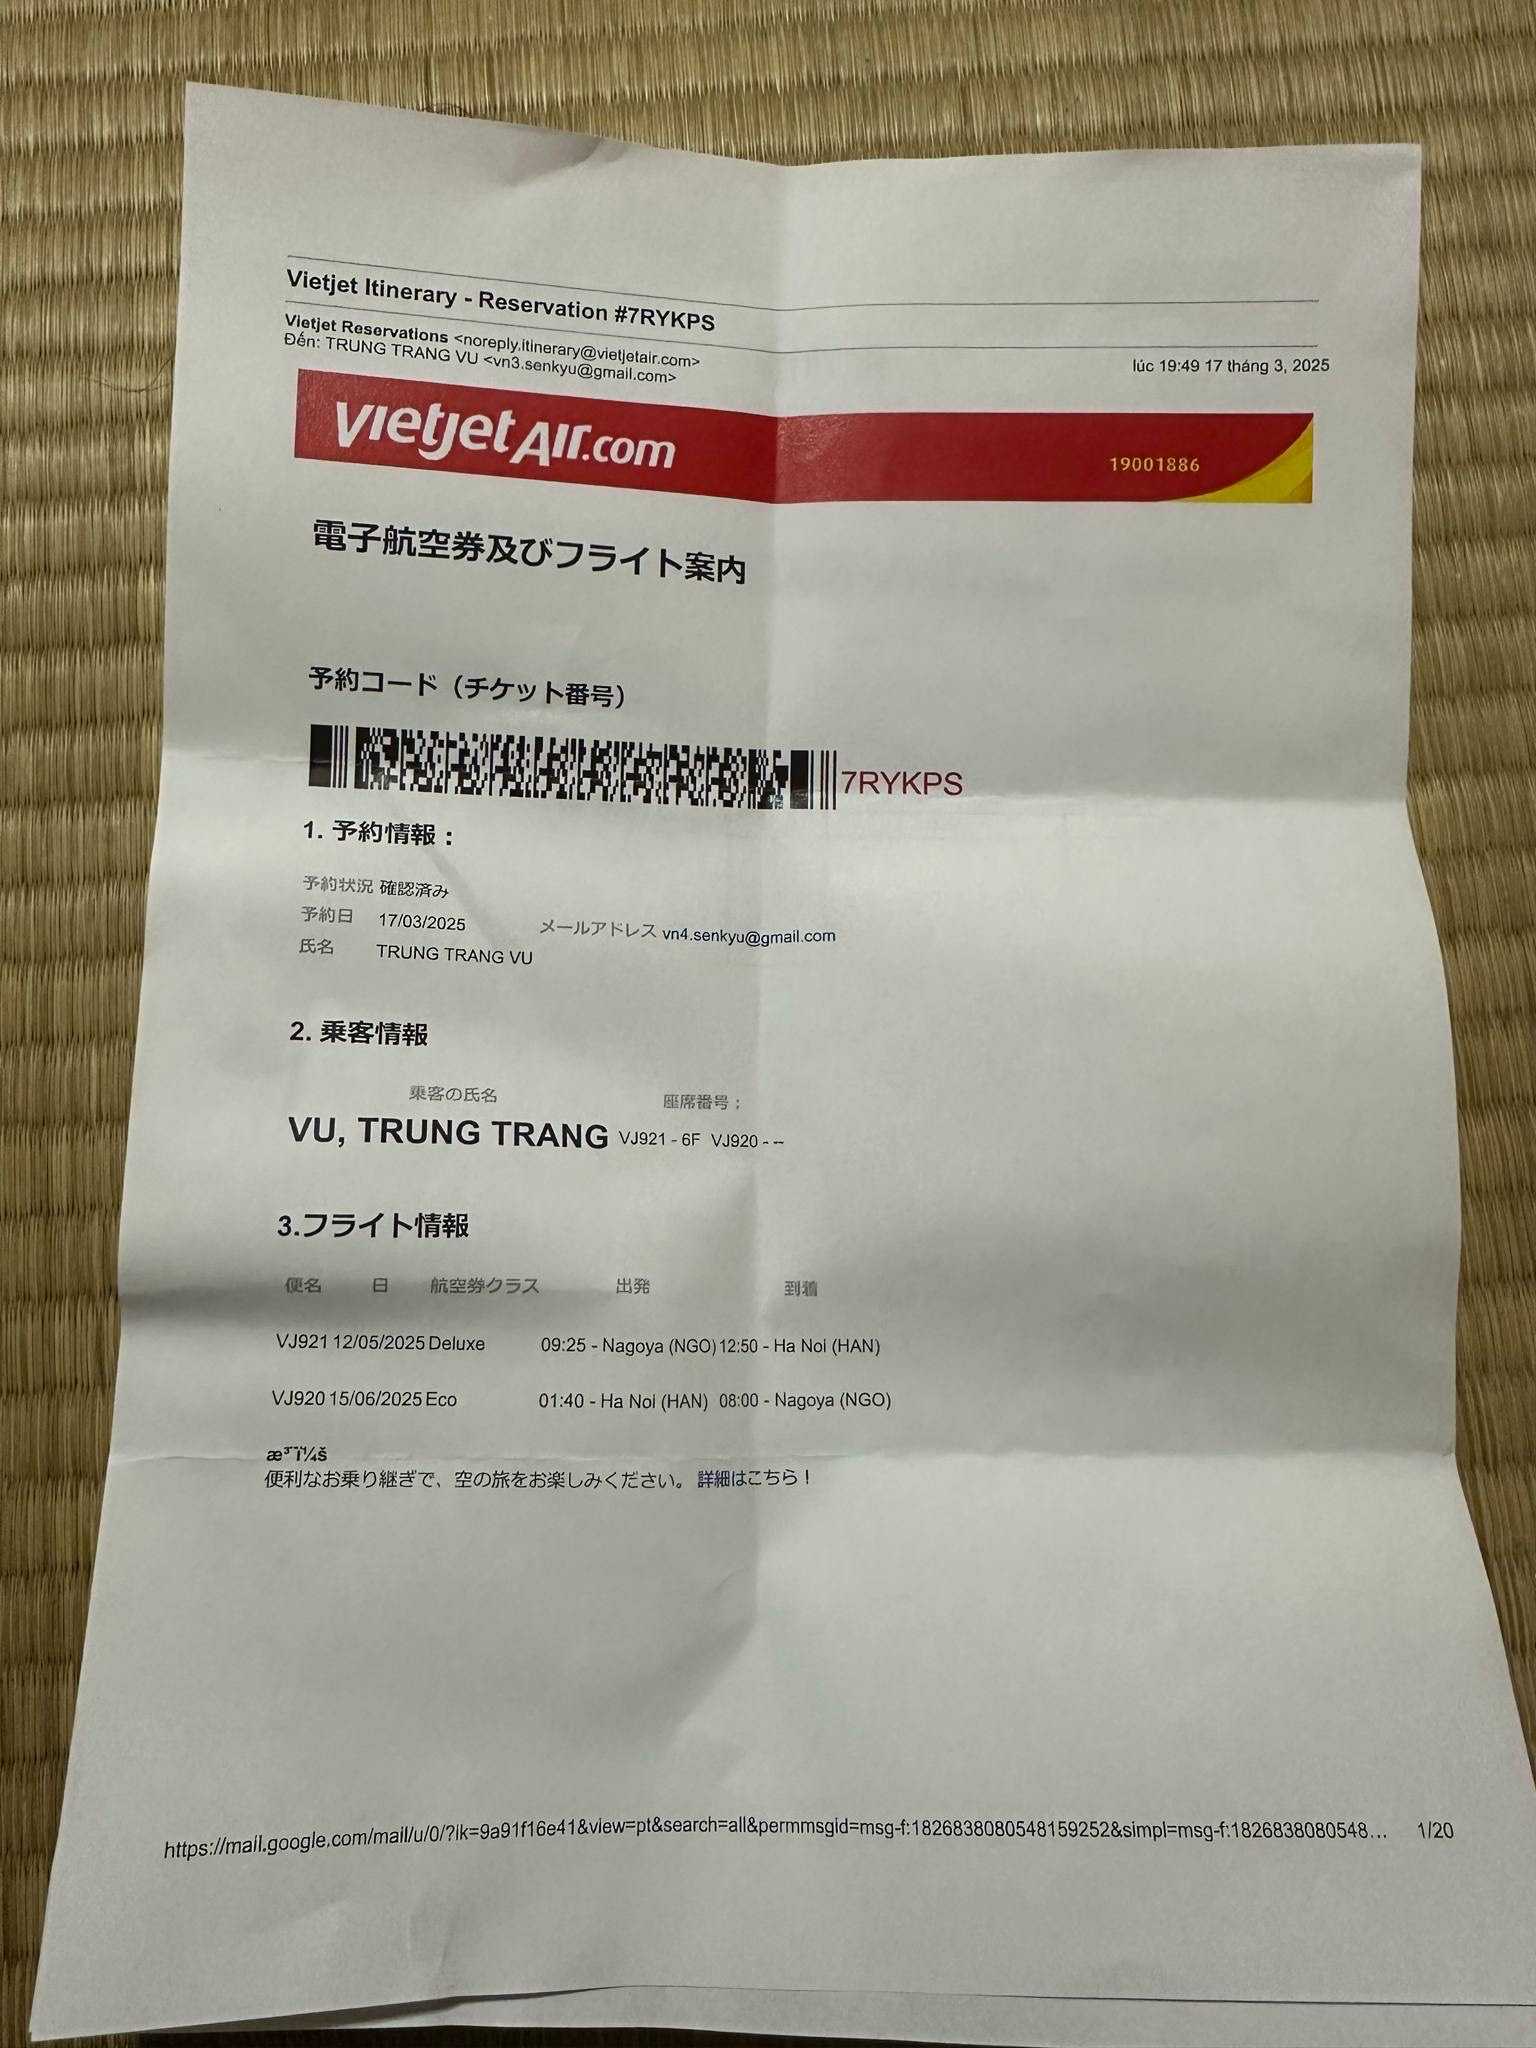 Vietjet Itinerary - Reservation #7RYKPS
Vietjet Reservations <noreply.itinerary@vietjetair.com>
Đến: TRUNG TRANG VU <vn3.senkyu@gmail.com>
lúc 19:49 17 tháng 3, 2025
vietjetAir.com
19001886
電子航空券及びフライト案内
予約コード（チケット番号）
7RYKPS
1. 予約情報：
予約状況 確認済み
予約日 17/03/2025 メールアドレス vn4.senkyu@gmail.com
氏名 TRUNG TRANG VU
2. 乗客情報
乗客の氏名 座席番号；
VU, TRUNG TRANG VJ921 - 6F VJ920 - --
3.フライト情報
便名 日 航空券クラス 出発 到着
VJ921 12/05/2025 Deluxe 09:25 - Nagoya (NGO) 12:50 - Ha Noi (HAN)
VJ920 15/06/2025 Eco 01:40 - Ha Noi (HAN) 08:00 - Nagoya (NGO)
便利なお乗り継ぎで、空の旅をお楽しみください。 詳細はこちら！
https://mail.google.com/mail/u/0/?ik=9a91f16e41&view=pt&search=all&permmsgid=msg-f:1826838080548159252&simpl=msg-f:1826838080548... 1/20